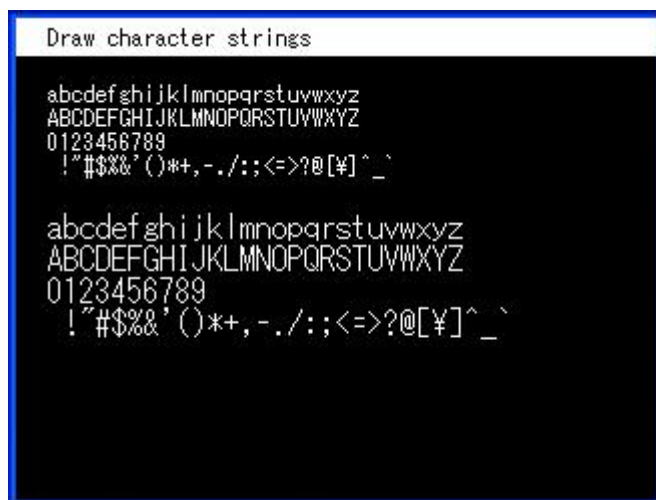 Draw character strings
abcdefghijklmnopqrstuvwxyz
ABCDEFGHIJKLMNOPQRSTUVWXYZ
0123456789
!"#$%&'()*+,-./:;<=>?@[¥]^_`
abcdefghijklmnopqrstuvwxyz
ABCDEFGHIJKLMNOPQRSTUVWXYZ
0123456789
!"#$%&'()*+,-./:;<=>?@[¥]^_`